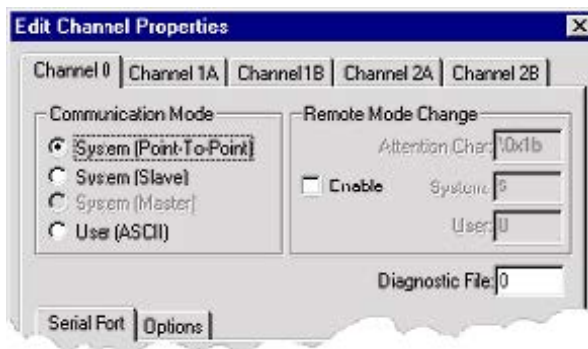 Edit Channel Properties
Channel 0 Channel 1A Channel1B Channel 2A Channel 2B
Communication Mode
System (Point-To-Point)
System (Slave)
System (Master)
User (ASCII)
Remote Mode Change
Attention Char: \0x1b
Enable System: S
User: U
Diagnostic File: 0
Serial Port Options